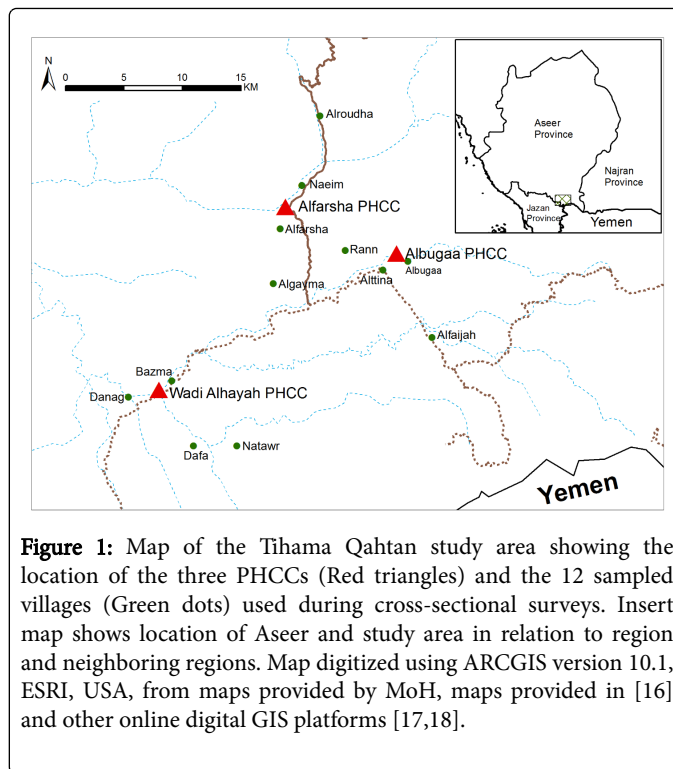 N
0 5 10 15
KM
Alroudha
Naeim
Alfarsha PHCC
Alfarsha
Rann
Albugaa PHCC
Albugaa
Alttina
Algayma
Alfaijah
Bazma
Wadi Alhayah PHCC
Danag
Dafa
Natawr
Yemen
Aseer
Province
Najran
Province
Jazan
Province
Yemen
Figure 1: Map of the Tihama Qahtan study area showing the
location of the three PHCCs (Red triangles) and the 12 sampled
villages (Green dots) used during cross-sectional surveys. Insert
map shows location of Aseer and study area in relation to region
and neighboring regions. Map digitized using ARCGIS version 10.1,
ESRI, USA, from maps provided by MoH, maps provided in [16]
and other online digital GIS platforms [17,18].